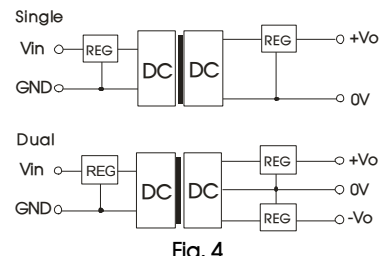 Single
Vin REG DC DC REG +Vo
GND 0V
Dual
Vin REG DC DC REG +Vo
0V
GND REG -Vo
Fig. 4